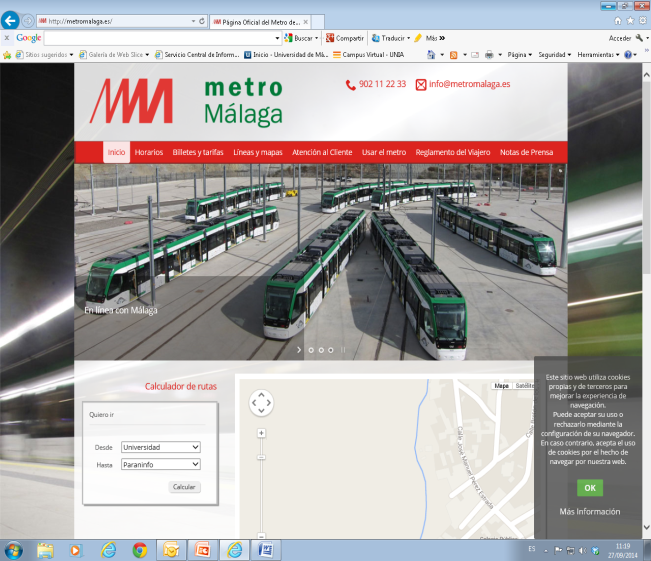 http://metromalaga.es/
Página Oficial del Metro de...
Google
Buscar
Compartir
Traducir
Más »
Acceder
Sitios sugeridos
Galería de Web Slice
Servicio Central de Inform...
Inicio - Universidad de Má...
Campus Virtual - UNIA
Página
Seguridad
Herramientas
metro
Málaga
902 11 22 33
info@metromalaga.es
Inicio
Horarios
Billetes y tarifas
Líneas y mapas
Atención al Cliente
Usar el metro
Reglamento del Viajero
Notas de Prensa
En línea con Málaga
Calculador de rutas
Quiero ir
Desde
Universidad
Hasta
Paraninfo
Calcular
Mapa
Satélite
Calle José Manuel Pérez Estrada
Este sitio web utiliza cookies
propias y de terceros para
mejorar la experiencia de
navegación.
Puede aceptar su uso o
rechazarlo mediante la
configuración de su navegador.
En caso contrario, acepta el uso
de cookies por el hecho de
navegar por nuestra web.
OK
Más Información
ES
11:19
27/09/2014